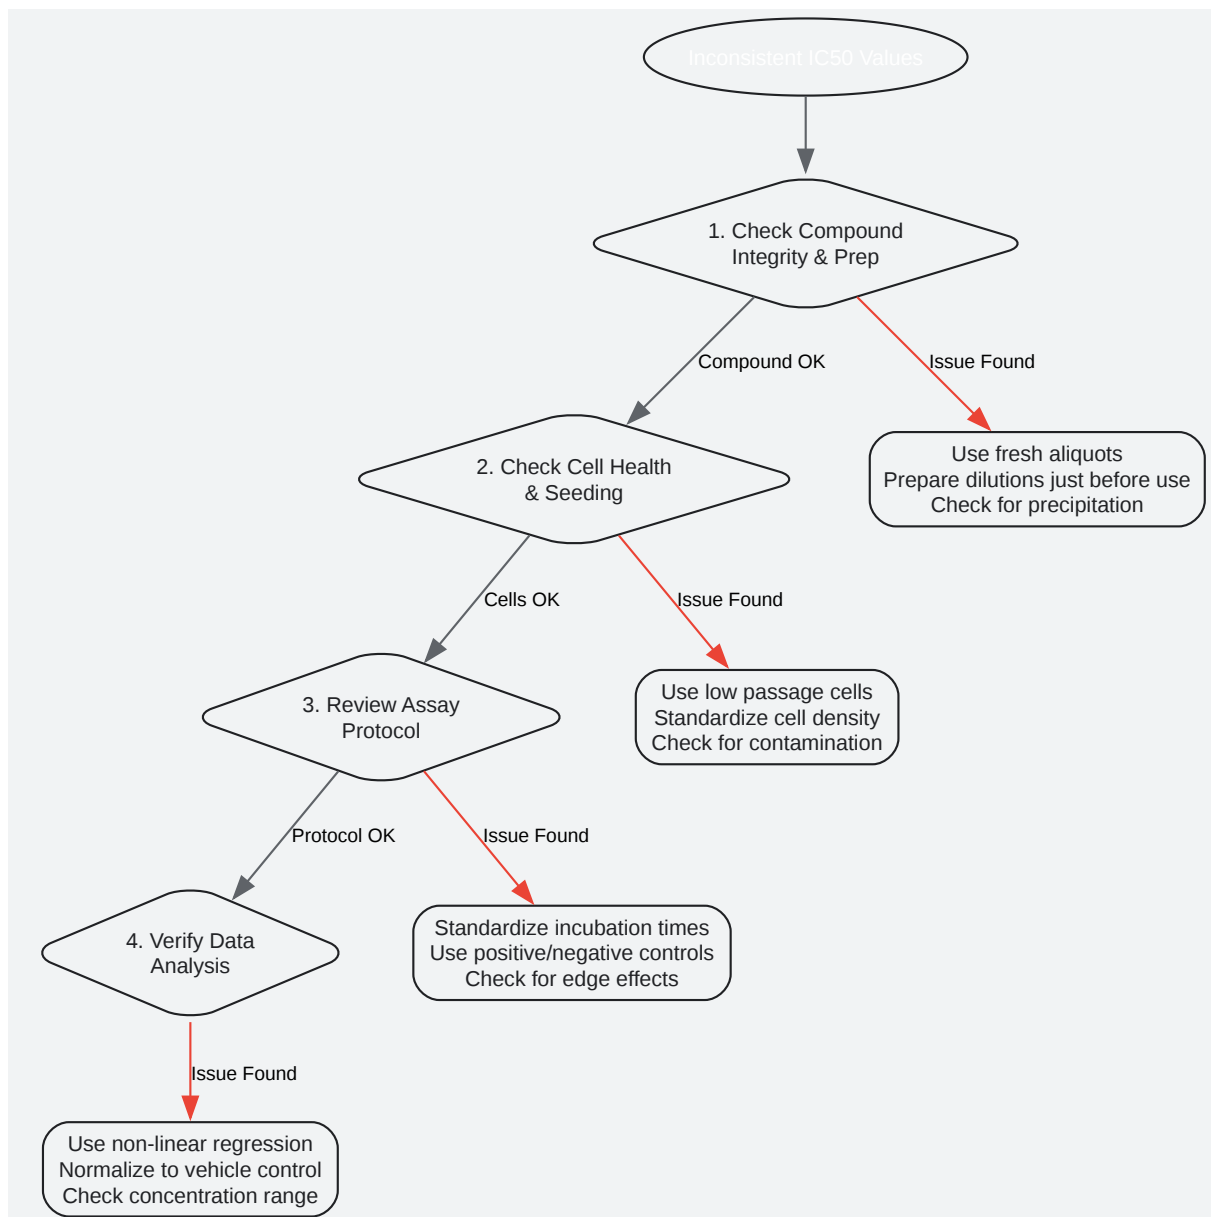 Inconsistent IC50 Values
1. Check Compound
Integrity & Prep
Compound OK
Issue Found
Use fresh aliquots
Prepare dilutions just before use
Check for precipitation
2. Check Cell Health
& Seeding
Cells OK
Issue Found
Use low passage cells
Standardize cell density
Check for contamination
3. Review Assay
Protocol
Protocol OK
Issue Found
Standardize incubation times
Use positive/negative controls
Check for edge effects
4. Verify Data
Analysis
Issue Found
Use non-linear regression
Normalize to vehicle control
Check concentration range